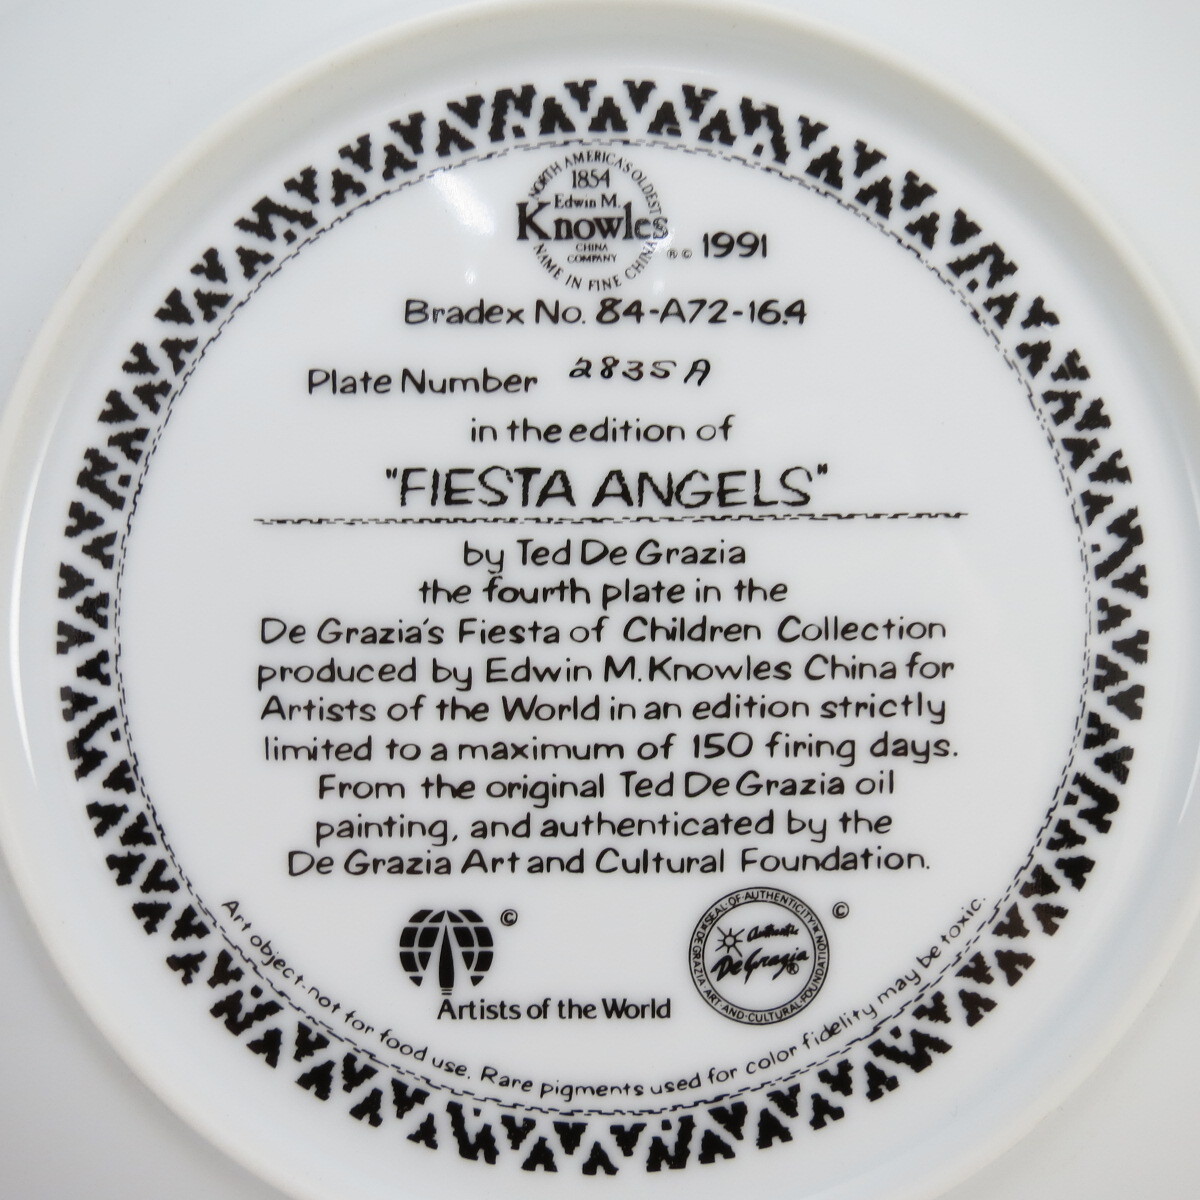 NORTH AMERICA'S OLDEST
1854
Edwin M.
Knowles
CHINA
COMPANY
NAME IN FINE CHINA
®© 1991
Bradex No. 84-A72-16.4
Plate Number 2835A
in the edition of
"FIESTA ANGELS"
by Ted De Grazia
the fourth plate in the
De Grazia's Fiesta of Children Collection
produced by Edwin M. Knowles China for
Artists of the World in an edition strictly
limited to a maximum of 150 firing days.
From the original Ted De Grazia oil
painting, and authenticated by the
De Grazia Art and Cultural Foundation.
©
Artists of the World
SEAL·OF·AUTHENTICITY
Authentic
De Grazia®
DEGRAZIA·ART·AND·CULTURAL·FOUNDATION
©
Art object-not for food use. Rare pigments used for color fidelity may be toxic.